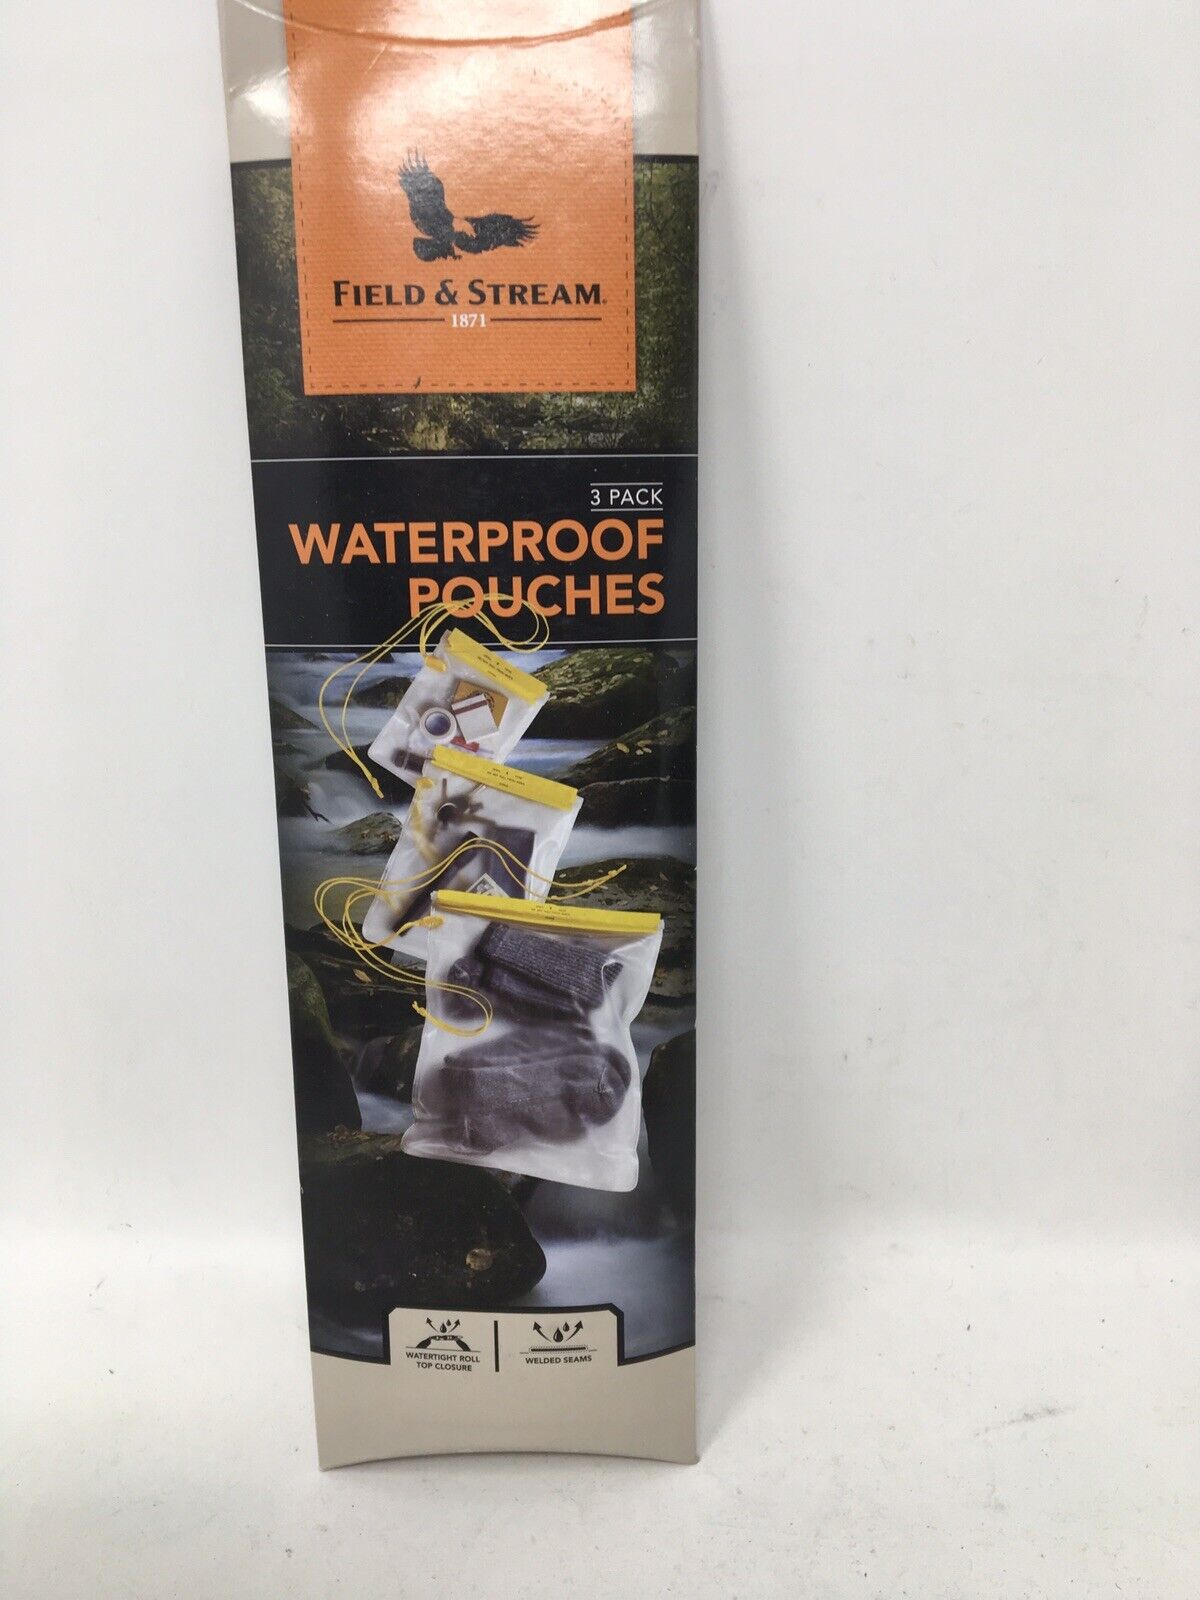 FIELD & STREAM
1871
3 PACK
WATERPROOF
POUCHES
WATERTIGHT ROLL
TOP CLOSURE
WELDED SEAMS